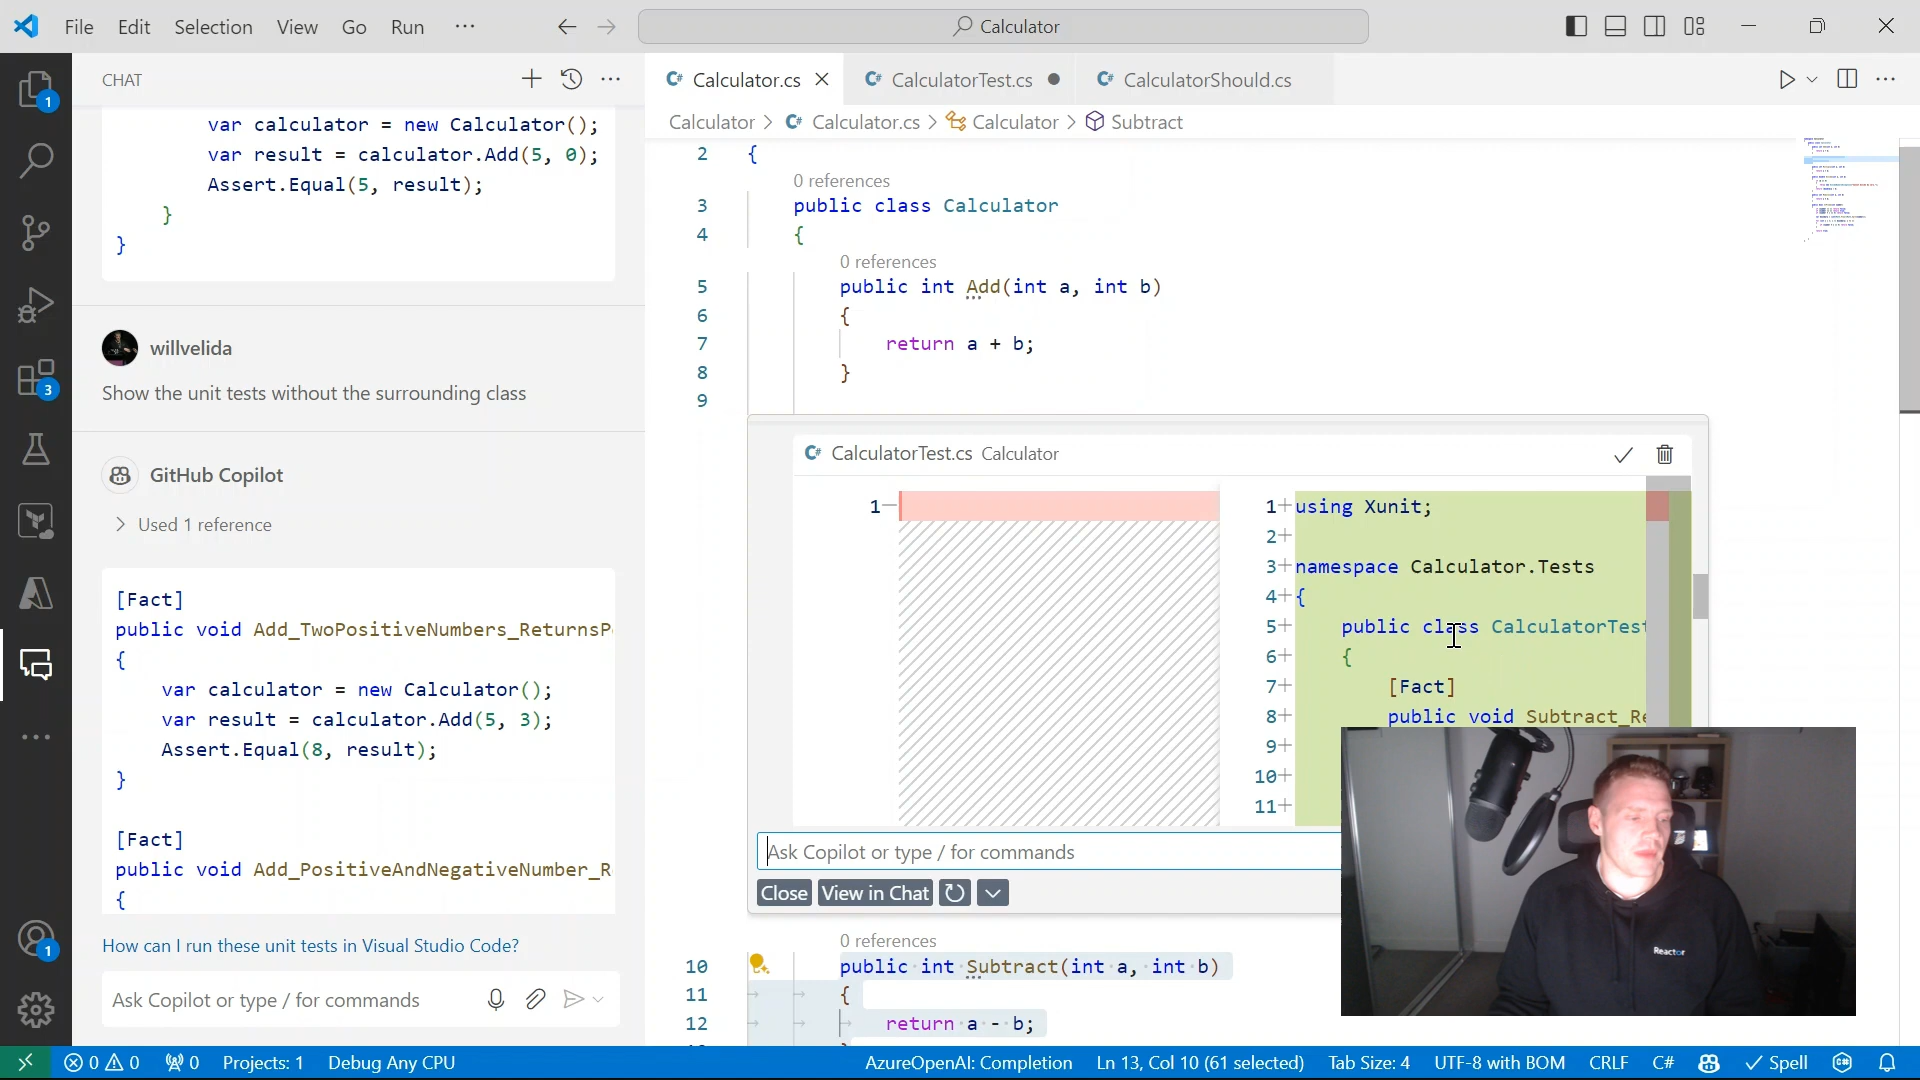 File Edit Selection View Go Run ···
Calculator
CHAT
var calculator = new Calculator();
var result = calculator.Add(5, 0);
Assert.Equal(5, result);
}
}
willvelida
Show the unit tests without the surrounding class
GitHub Copilot
> Used 1 reference
[Fact]
public void Add_TwoPositiveNumbers_ReturnsP
{
var calculator = new Calculator();
var result = calculator.Add(5, 3);
Assert.Equal(8, result);
}
[Fact]
public void Add_PositiveAndNegativeNumber_R
{
How can I run these unit tests in Visual Studio Code?
Ask Copilot or type / for commands
1
3
1
C# Calculator.cs
C# CalculatorTest.cs
C# CalculatorShould.cs
Calculator > C# Calculator.cs > Calculator > Subtract
2 {
0 references
3 public class Calculator
4 {
0 references
5 public int Add(int a, int b)
6 {
7 return a + b;
8 }
9
C# CalculatorTest.cs Calculator
1−
1+ using Xunit;
2+
3+ namespace Calculator.Tests
4+ {
5+ public class CalculatorTest
6+ {
7+ [Fact]
8+ public void Subtract_Re
9+
10+
11+
Ask Copilot or type / for commands
Close View in Chat
0 references
10 public int Subtract(int a, int b)
11 {
12 return a - b;
Reactor
0 0 0 Projects: 1 Debug Any CPU AzureOpenAI: Completion Ln 13, Col 10 (61 selected) Tab Size: 4 UTF-8 with BOM CRLF C# Spell